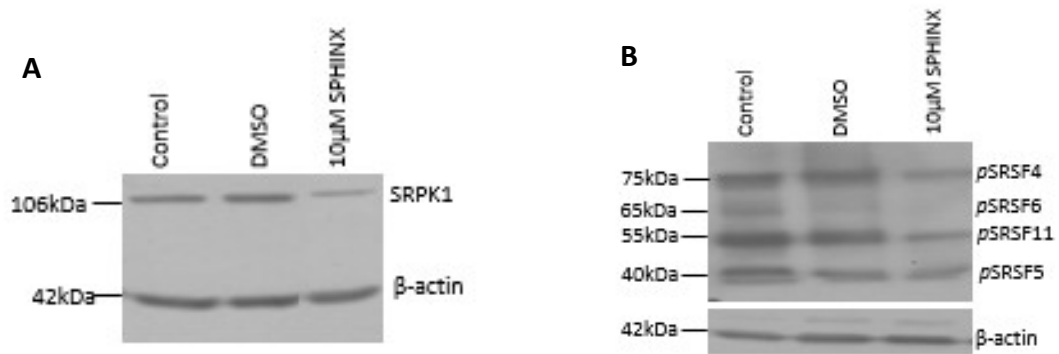 A
Control
DMSO
10µM SPHINX
106kDa
SRPK1
42kDa
β-actin
B
Control
DMSO
10µM SPHINX
75kDa
pSRSF4
65kDa
pSRSF6
55kDa
pSRSF11
40kDa
pSRSF5
42kDa
β-actin